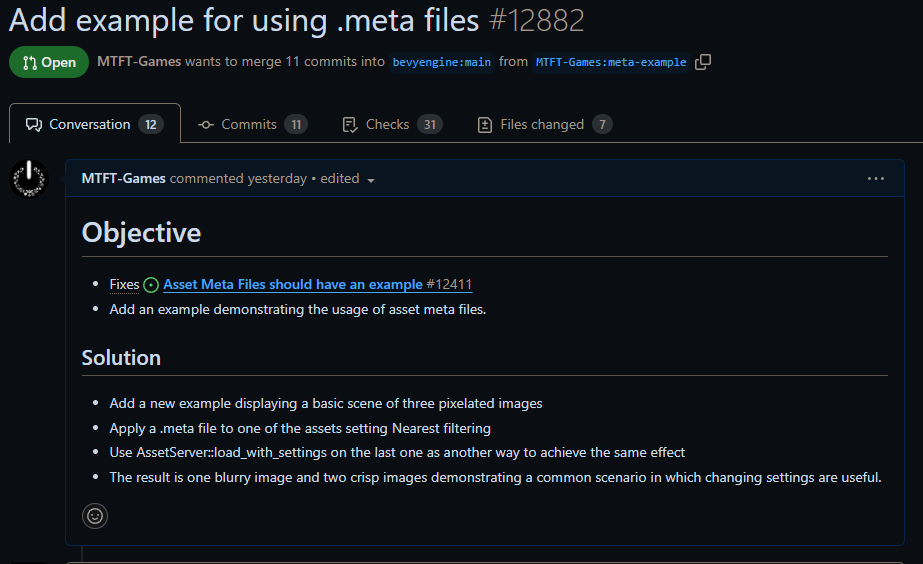 Add example for using .meta files #12882
Open MTFT-Games wants to merge 11 commits into bevyengine:main from MTFT-Games:meta-example
Conversation 12 Commits 11 Checks 31 Files changed 7
MTFT-Games commented yesterday • edited
Objective
Fixes Asset Meta Files should have an example #12411
Add an example demonstrating the usage of asset meta files.
Solution
Add a new example displaying a basic scene of three pixelated images
Apply a .meta file to one of the assets setting Nearest filtering
Use AssetServer::load_with_settings on the last one as another way to achieve the same effect
The result is one blurry image and two crisp images demonstrating a common scenario in which changing settings are useful.